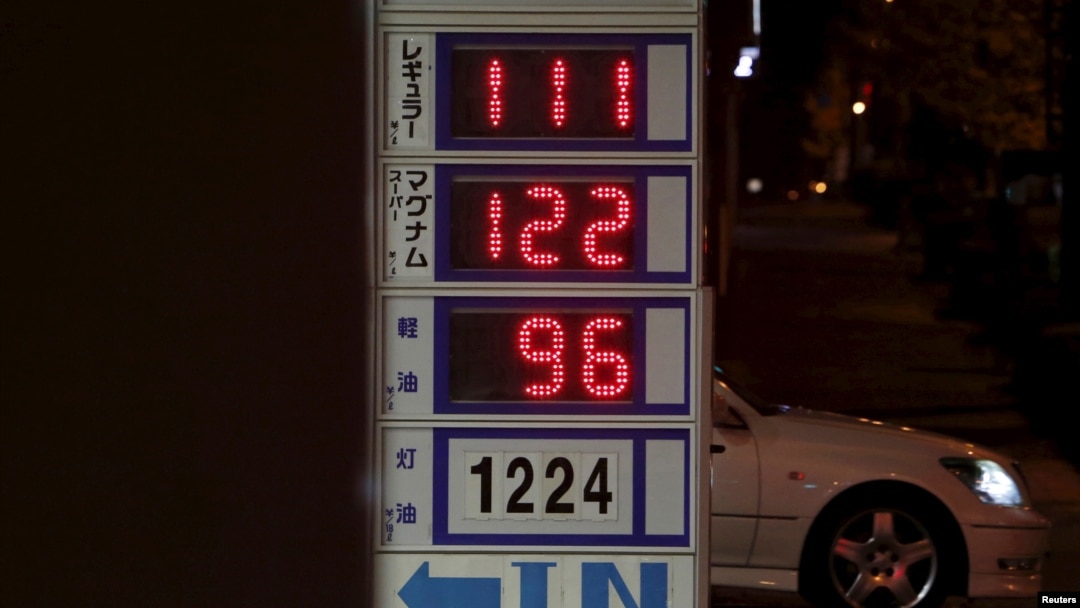 レギュラー
¥/ℓ
111
マグナム
スーパー
¥/ℓ
122
軽油
¥/ℓ
96
灯油
¥/18ℓ
1224
IN
Reuters